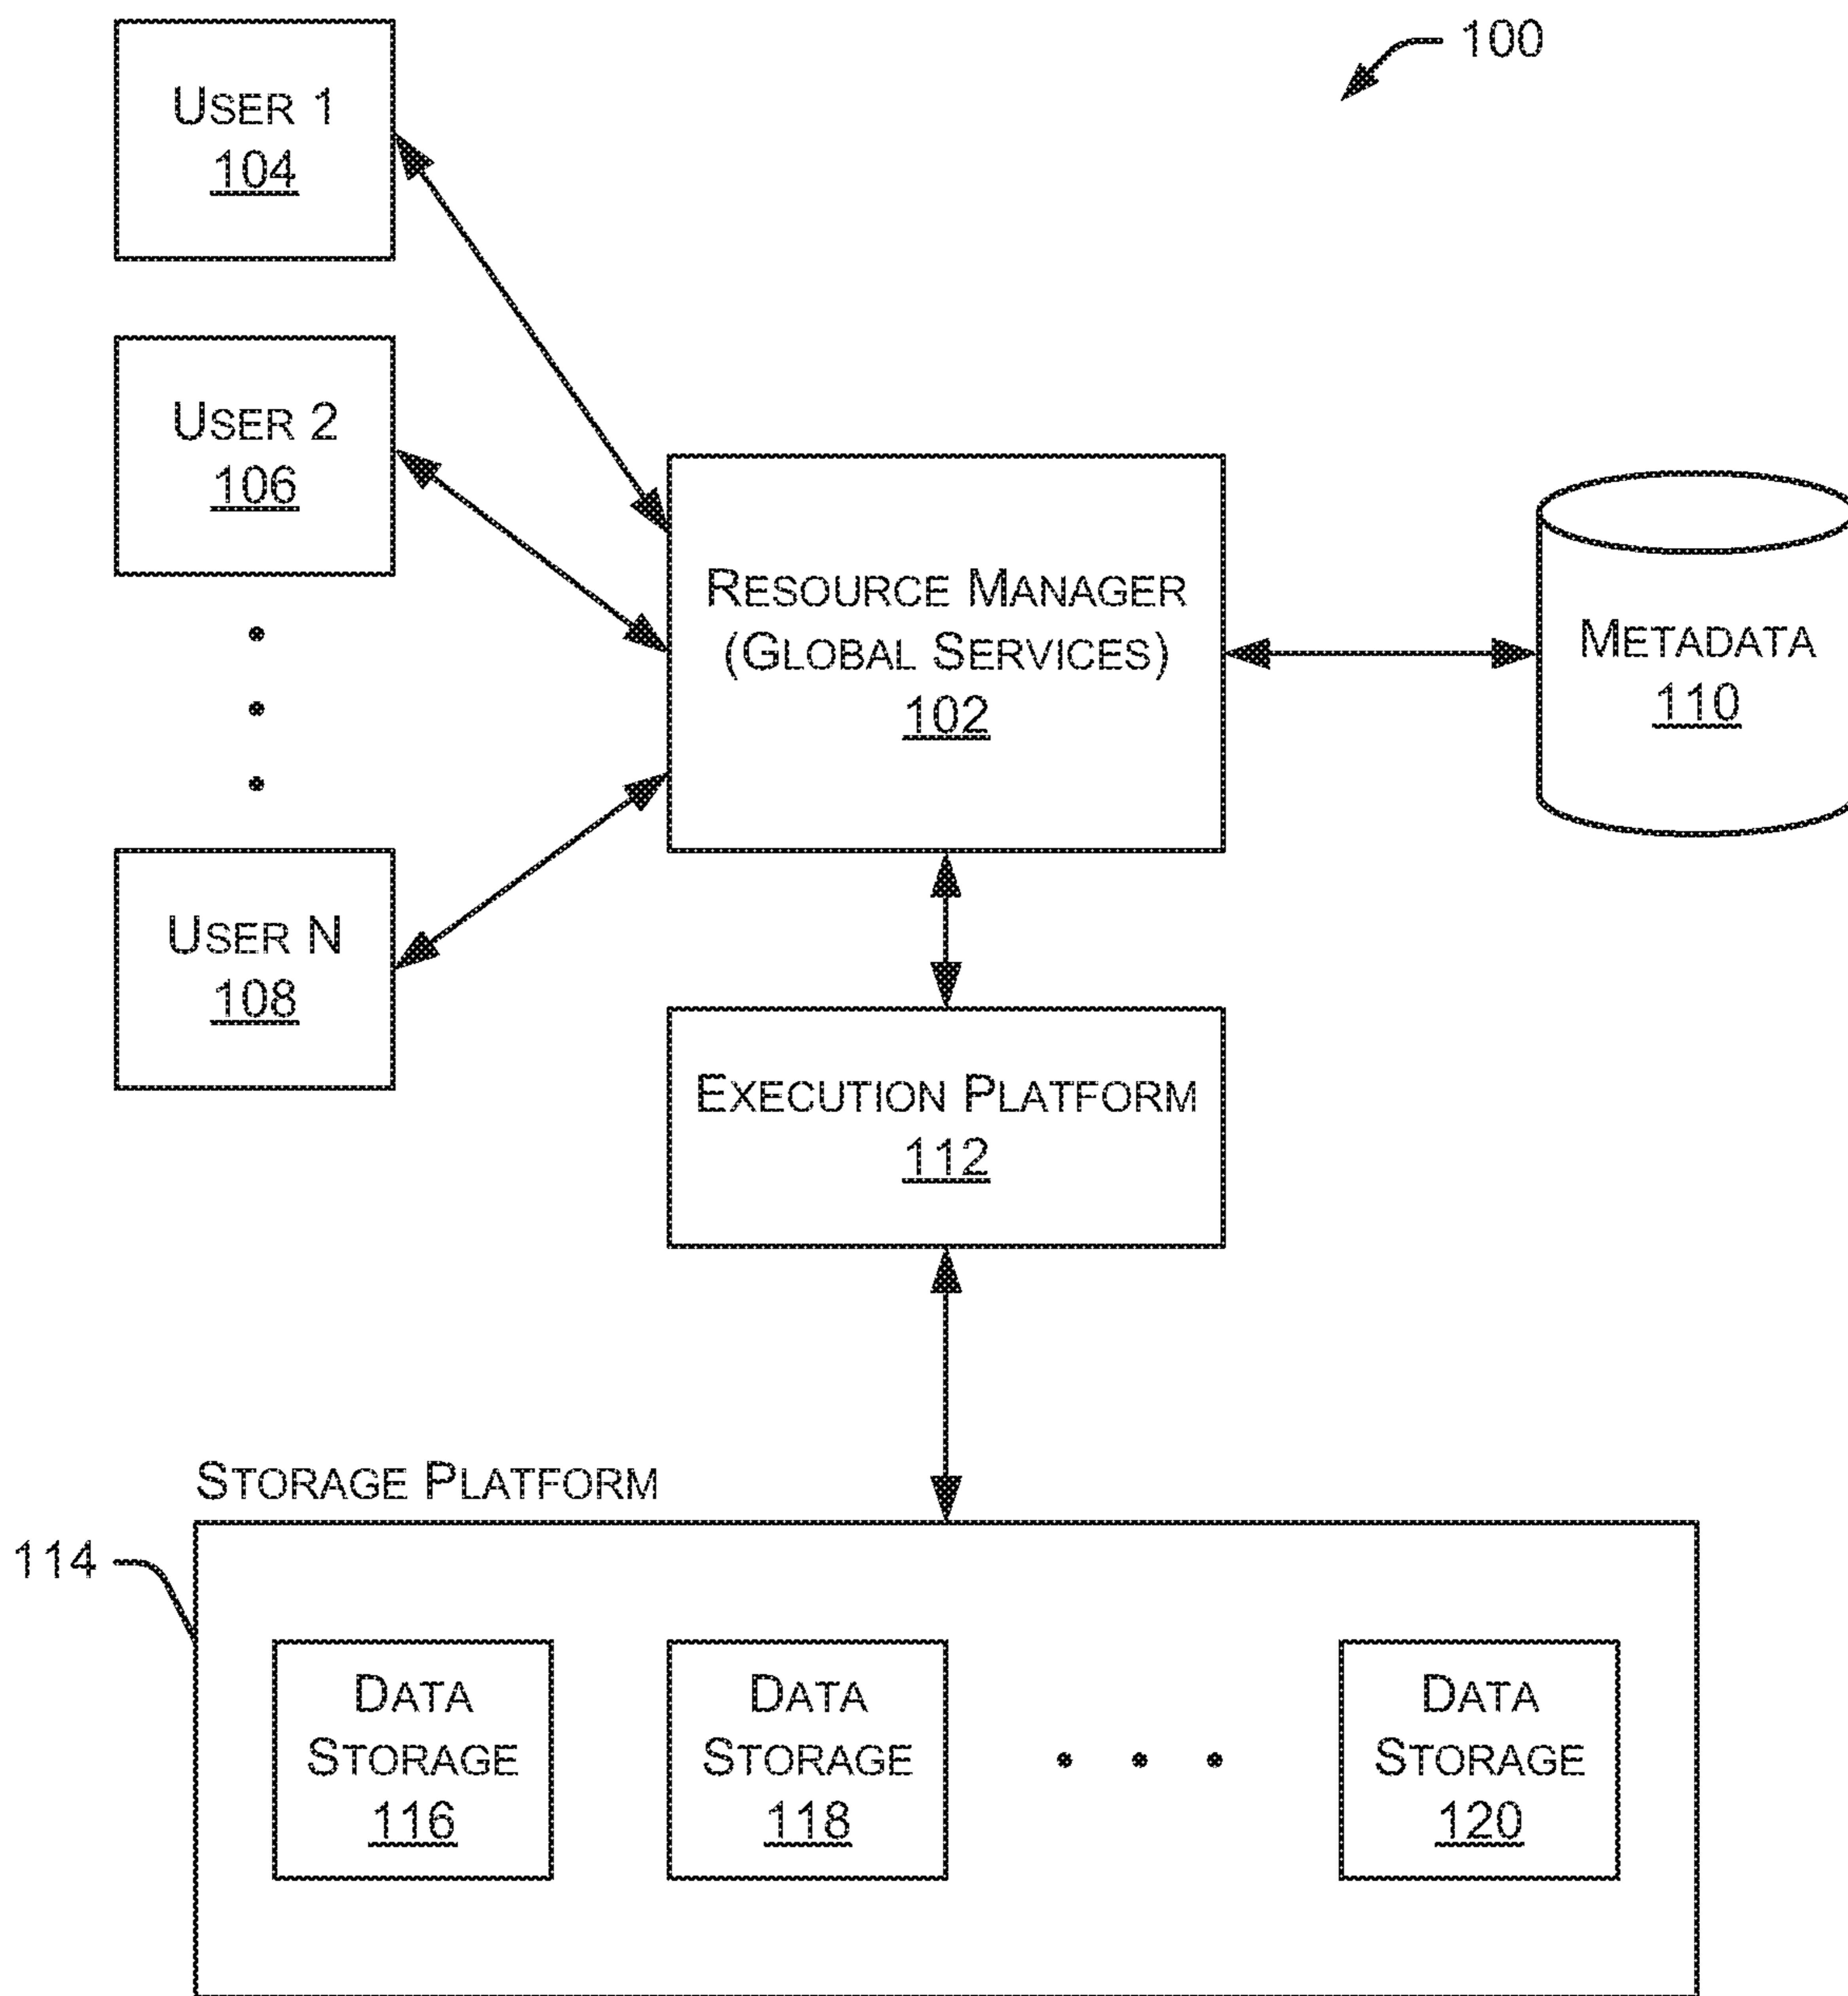 100
USER 1
104
USER 2
106
RESOURCE MANAGER
(GLOBAL SERVICES)
102
METADATA
110
USER N
108
EXECUTION PLATFORM
112
STORAGE PLATFORM
114
DATA
STORAGE
116
DATA
STORAGE
118
DATA
STORAGE
120